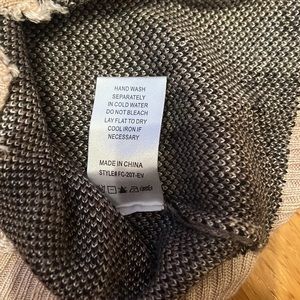 HAND WASH
SEPARATELY
IN COLD WATER
DO NOT BLEACH
LAY FLAT TO DRY
COOL IRON IF
NECESSARY
MADE IN CHINA
STYLE# FC-207-EV